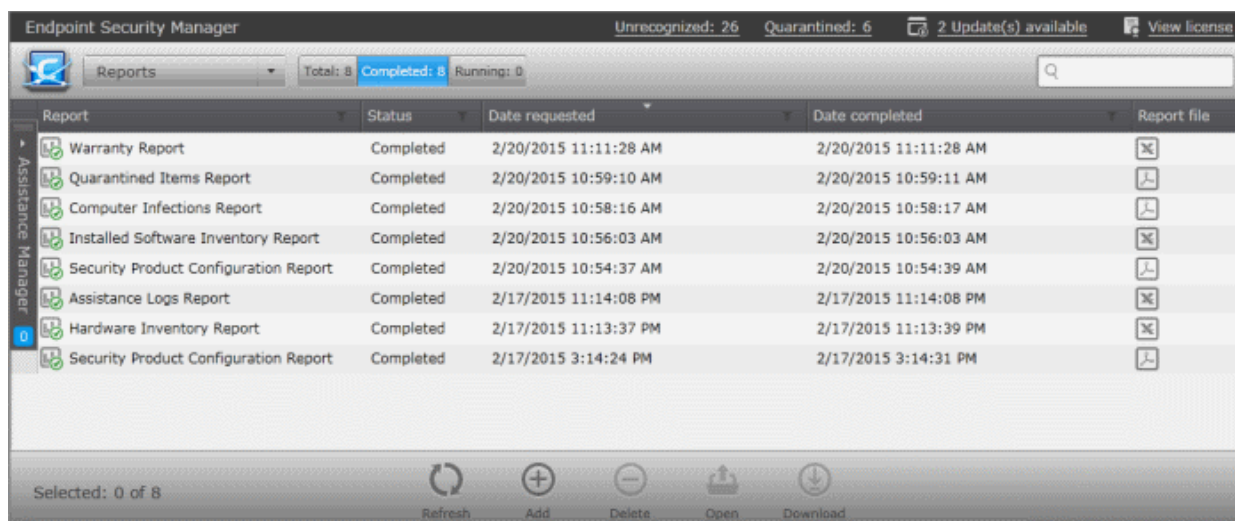 Endpoint Security Manager Unrecognized: 26 Quarantined: 6 2 Update(s) available View license
Reports Total: 8 Completed: 8 Running: 0
Report Status Date requested Date completed Report file
Warranty Report Completed 2/20/2015 11:11:28 AM 2/20/2015 11:11:28 AM
Quarantined Items Report Completed 2/20/2015 10:59:10 AM 2/20/2015 10:59:11 AM
Computer Infections Report Completed 2/20/2015 10:58:16 AM 2/20/2015 10:58:17 AM
Installed Software Inventory Report Completed 2/20/2015 10:56:03 AM 2/20/2015 10:56:03 AM
Security Product Configuration Report Completed 2/20/2015 10:54:37 AM 2/20/2015 10:54:39 AM
Assistance Logs Report Completed 2/17/2015 11:14:08 PM 2/17/2015 11:14:08 PM
Hardware Inventory Report Completed 2/17/2015 11:13:37 PM 2/17/2015 11:13:39 PM
Security Product Configuration Report Completed 2/17/2015 3:14:24 PM 2/17/2015 3:14:31 PM
Assistance Manager
0
Selected: 0 of 8
Refresh Add Delete Open Download